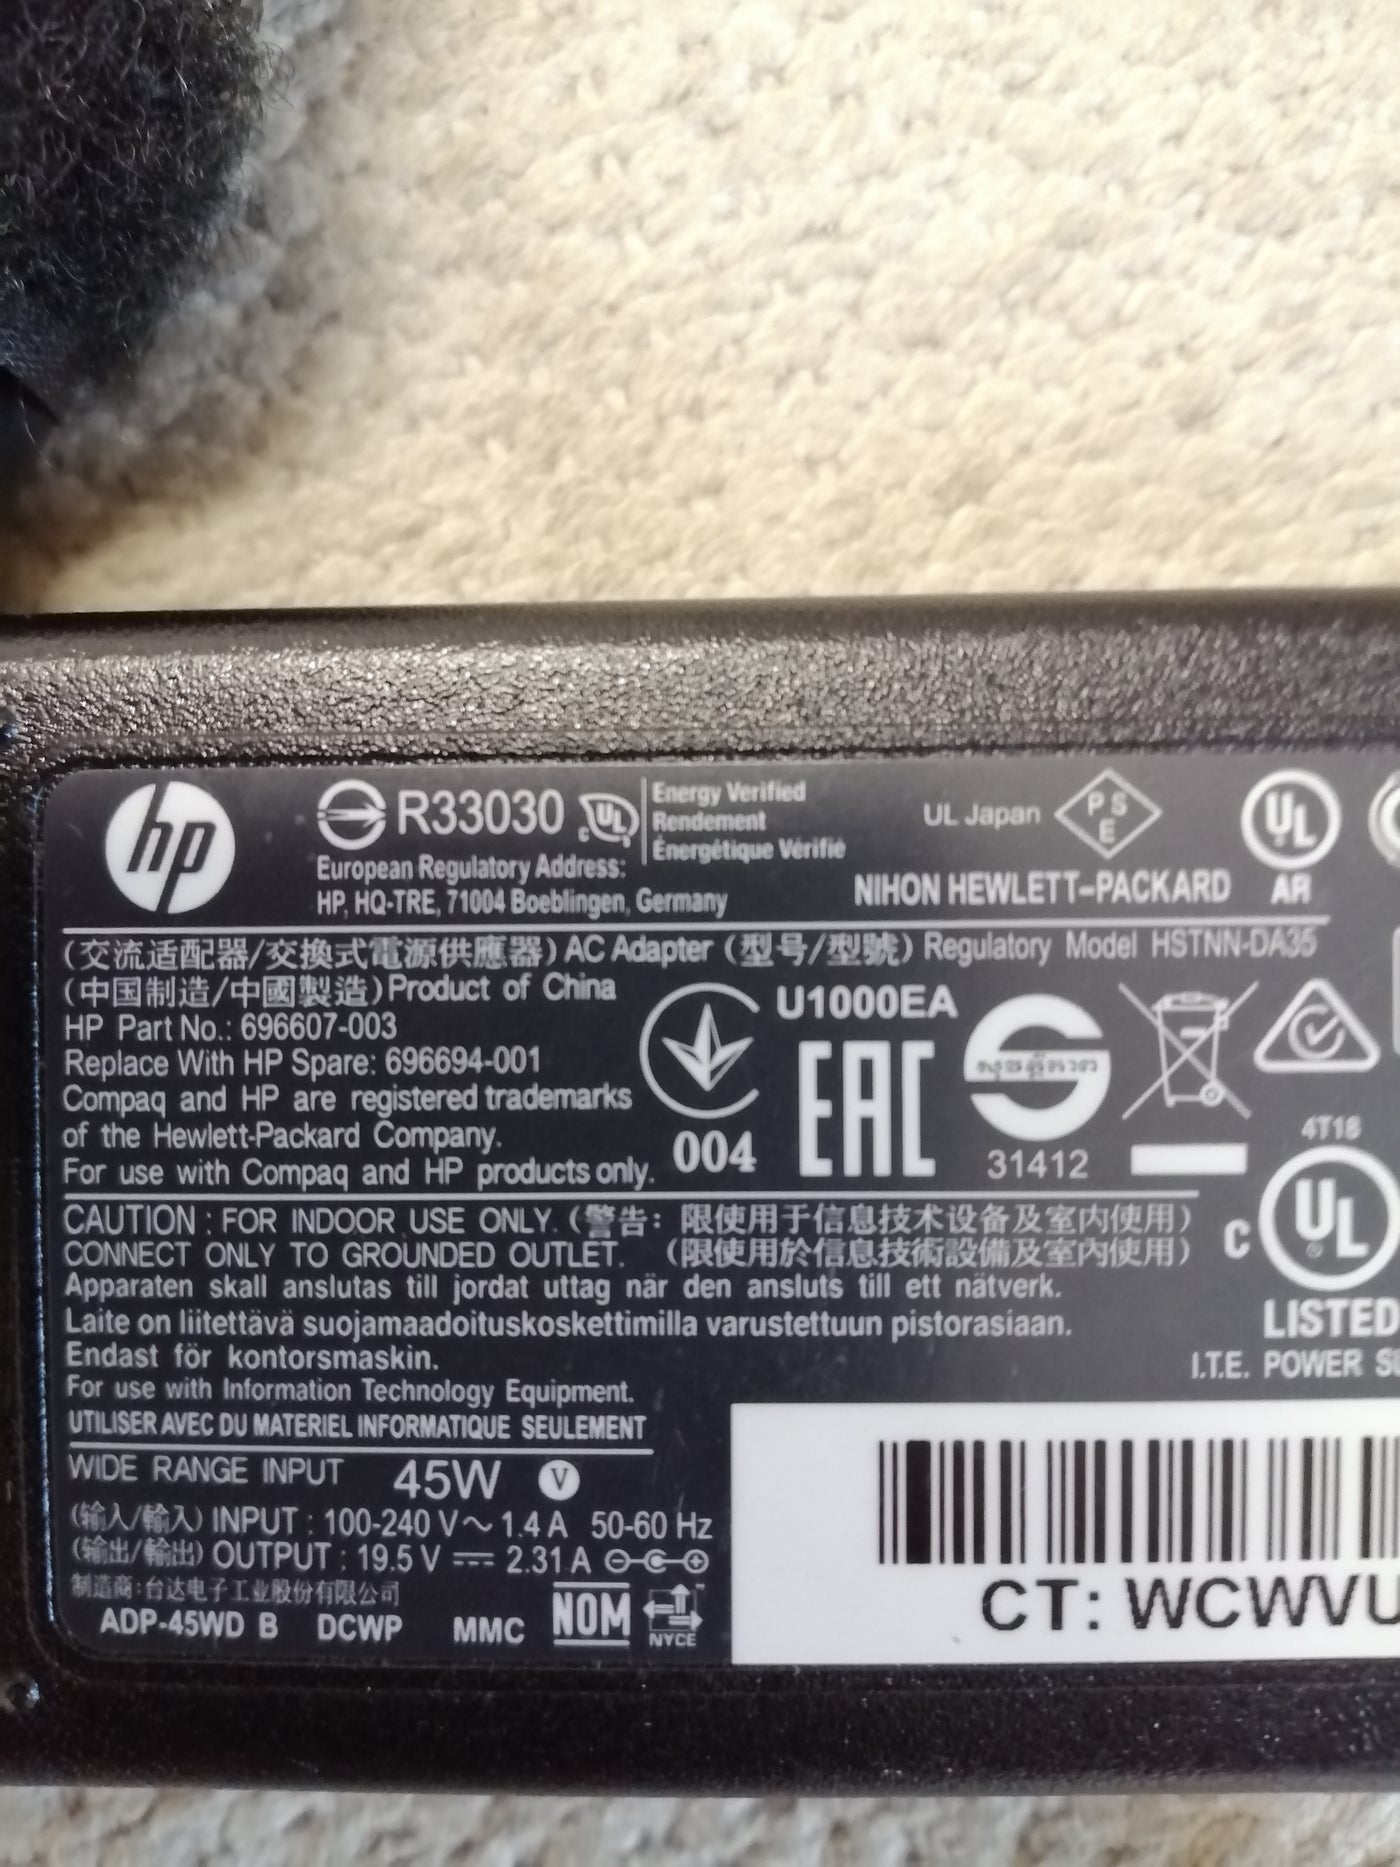 hp
R33030
c UL
Energy Verified
Rendement
Énergétique Vérifié
European Regulatory Address:
HP, HQ-TRE, 71004 Boeblingen, Germany
UL Japan
PSE
NIHON HEWLETT-PACKARD
UL
AR
(交流适配器/交換式電源供應器) AC Adapter (型号/型號) Regulatory Model HSTNN-DA35
(中国制造/中國製造) Product of China
HP Part No.: 696607-003
Replace With HP Spare: 696694-001
Compaq and HP are registered trademarks
of the Hewlett-Packard Company.
For use with Compaq and HP products only.
004
U1000EA
EAC
31412
4T18
CAUTION : FOR INDOOR USE ONLY. (警告: 限使用于信息技术设备及室内使用)
CONNECT ONLY TO GROUNDED OUTLET. (限使用於信息技術設備及室內使用)
Apparaten skall anslutas till jordat uttag när den ansluts till ett nätverk.
Laite on liitettävä suojamaadoituskoskettimilla varustettuun pistorasiaan.
Endast för kontorsmaskin.
For use with Information Technology Equipment.
UTILISER AVEC DU MATERIEL INFORMATIQUE SEULEMENT
C UL
LISTED
I.T.E. POWER
WIDE RANGE INPUT 45W V
(输入/輸入) INPUT : 100-240 V~ 1.4 A 50-60 Hz
(输出/輸出) OUTPUT : 19.5 V ⎓ 2.31 A
制造商:台达电子工业股份有限公司
ADP-45WD B DCWP MMC
NOM
NYCE
CT: WCWVU